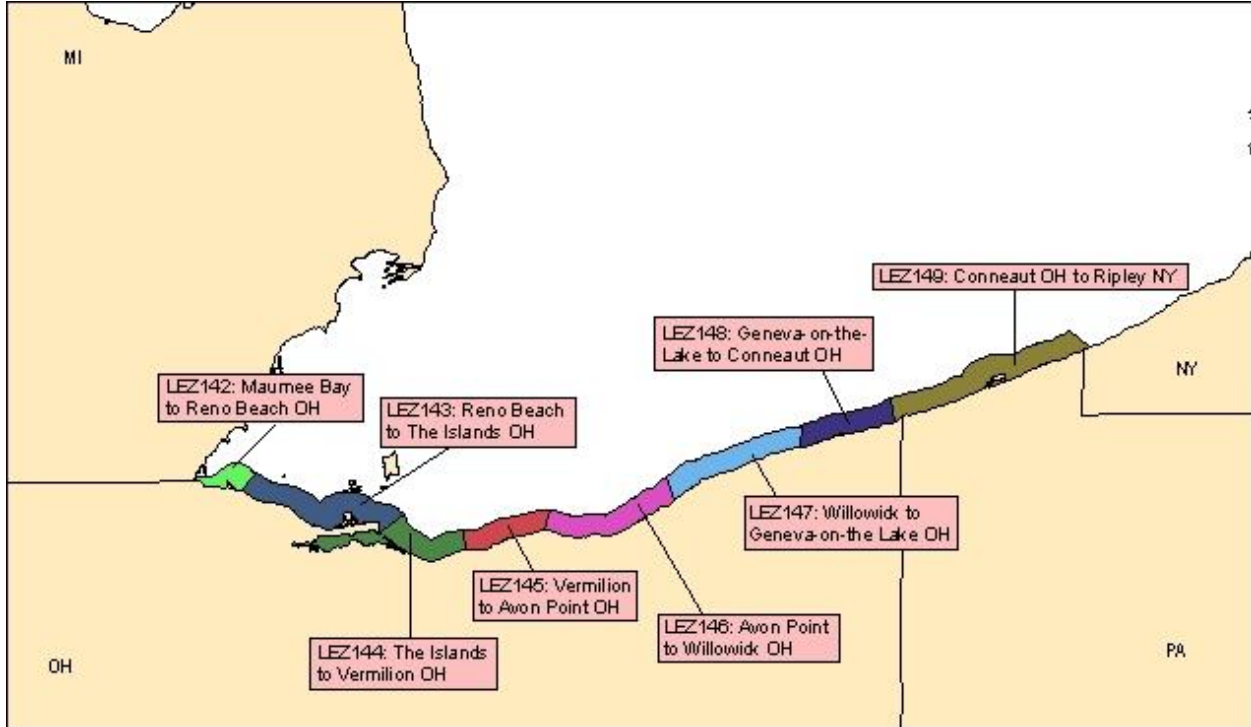 MI
LEZ149: Conneaut OH to Ripley NY
LEZ148: Geneva-on-the-
Lake to Conneaut OH
NY
LEZ142: Maumee Bay
to Reno Beach OH
LEZ143: Reno Beach
to The Islands OH
LEZ147: Willowick to
Geneva-on-the Lake OH
LEZ145: Vermilion
to Avon Point OH
LEZ146: Avon Point
to Willowick OH
LEZ144: The Islands
to Vermilion OH
OH
PA